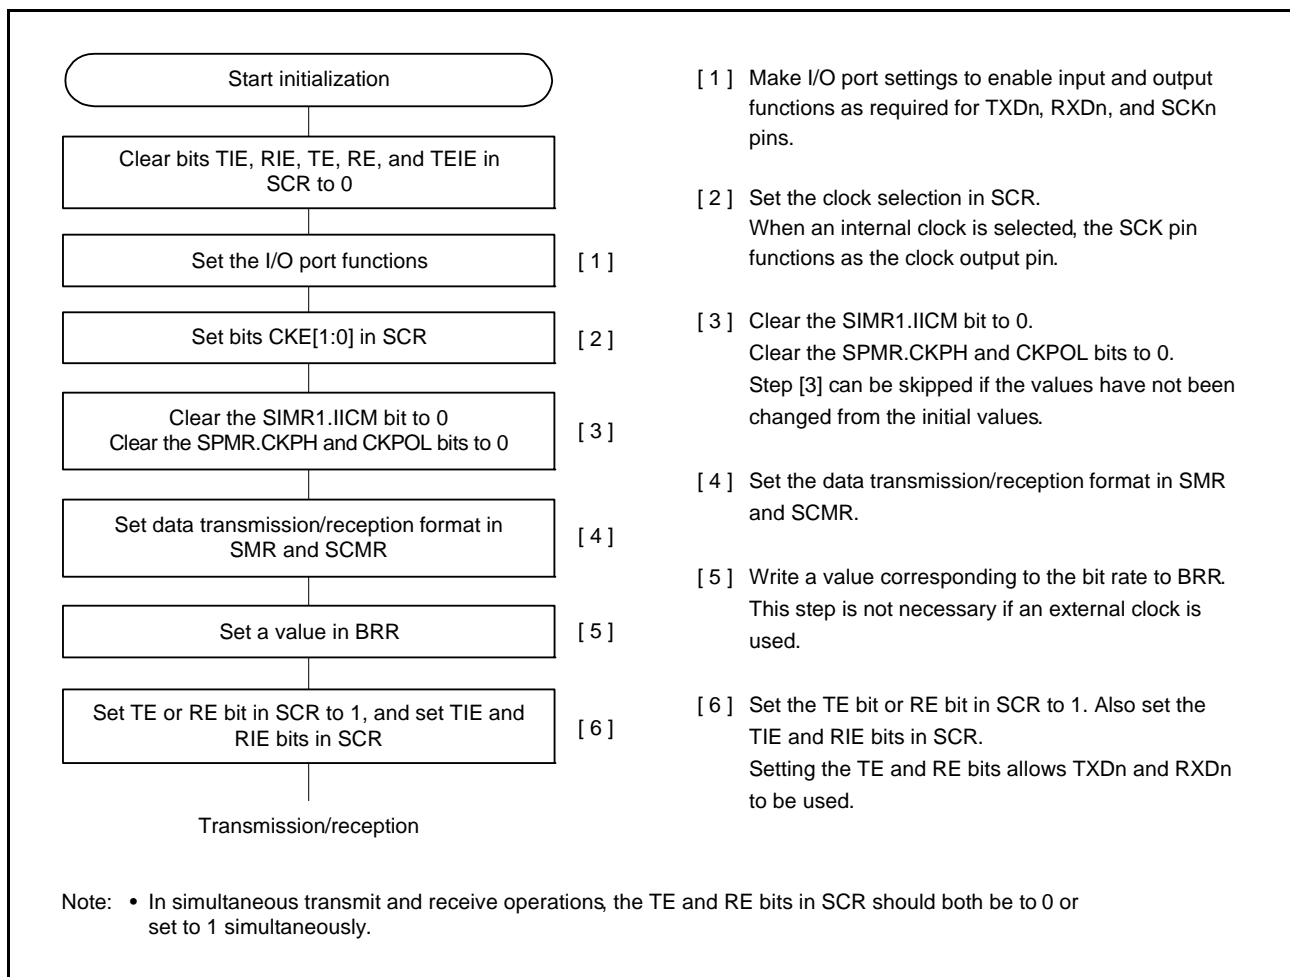 Start initialization
Clear bits TIE, RIE, TE, RE, and TEIE in
SCR to 0
Set the I/O port functions
[ 1 ]
Set bits CKE[1:0] in SCR
[ 2 ]
Clear the SIMR1.IICM bit to 0
Clear the SPMR.CKPH and CKPOL bits to 0
[ 3 ]
Set data transmission/reception format in
SMR and SCMR
[ 4 ]
Set a value in BRR
[ 5 ]
Set TE or RE bit in SCR to 1, and set TIE and
RIE bits in SCR
[ 6 ]
Transmission/reception
[ 1 ] Make I/O port settings to enable input and output
functions as required for TXDn, RXDn, and SCKn
pins.
[ 2 ] Set the clock selection in SCR.
When an internal clock is selected, the SCK pin
functions as the clock output pin.
[ 3 ] Clear the SIMR1.IICM bit to 0.
Clear the SPMR.CKPH and CKPOL bits to 0.
Step [3] can be skipped if the values have not been
changed from the initial values.
[ 4 ] Set the data transmission/reception format in SMR
and SCMR.
[ 5 ] Write a value corresponding to the bit rate to BRR.
This step is not necessary if an external clock is
used.
[ 6 ] Set the TE bit or RE bit in SCR to 1. Also set the
TIE and RIE bits in SCR.
Setting the TE and RE bits allows TXDn and RXDn
to be used.
Note: • In simultaneous transmit and receive operations, the TE and RE bits in SCR should both be to 0 or
set to 1 simultaneously.